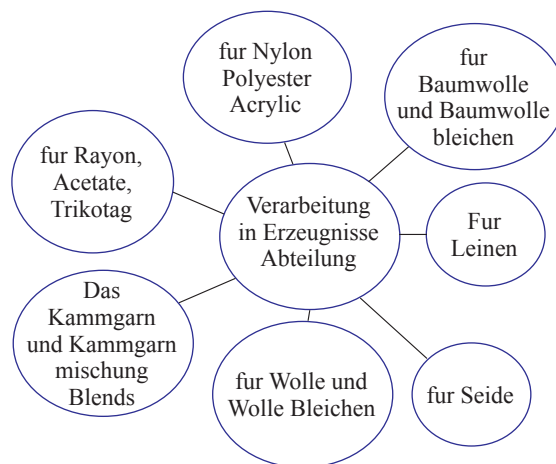 fur Nylon
Polyester
Acrylic
fur
Baumwolle
und Baumwolle
bleichen
fur Rayon,
Acetate,
Trikotag
Verarbeitung
in Erzeugnisse
Abteilung
Fur
Leinen
Das
Kammgarn
und Kammgarn
mischung
Blends
fur Wolle und
Wolle Bleichen
fur Seide